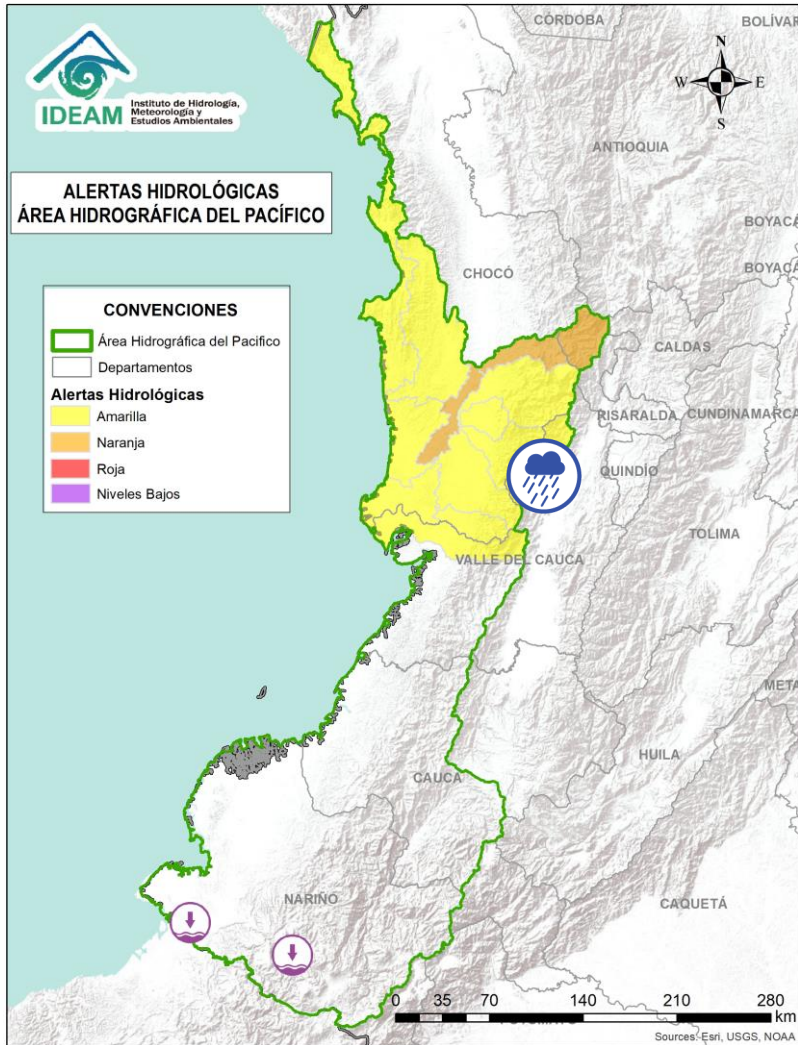 CÓRDOBA
BOLÍVAR
N
W E
S
IDEAM
Instituto de Hidrología,
Meteorología y
Estudios Ambientales
ANTIOQUIA
ALERTAS HIDROLÓGICAS
ÁREA HIDROGRÁFICA DEL PACÍFICO
BOYACÁ
BOYACÁ
CHOCÓ
CONVENCIONES
Área Hidrográfica del Pacifico
Departamentos
Alertas Hidrológicas
Amarilla
Naranja
Roja
Niveles Bajos
CALDAS
RISARALDA
CUNDINAMARCA
QUINDÍO
TOLIMA
VALLE DEL CAUCA
META
HUILA
CAUCA
NARIÑO
CAQUETÁ
0 35 70 140 210 280
km
Sources: Esri, USGS, NOAA